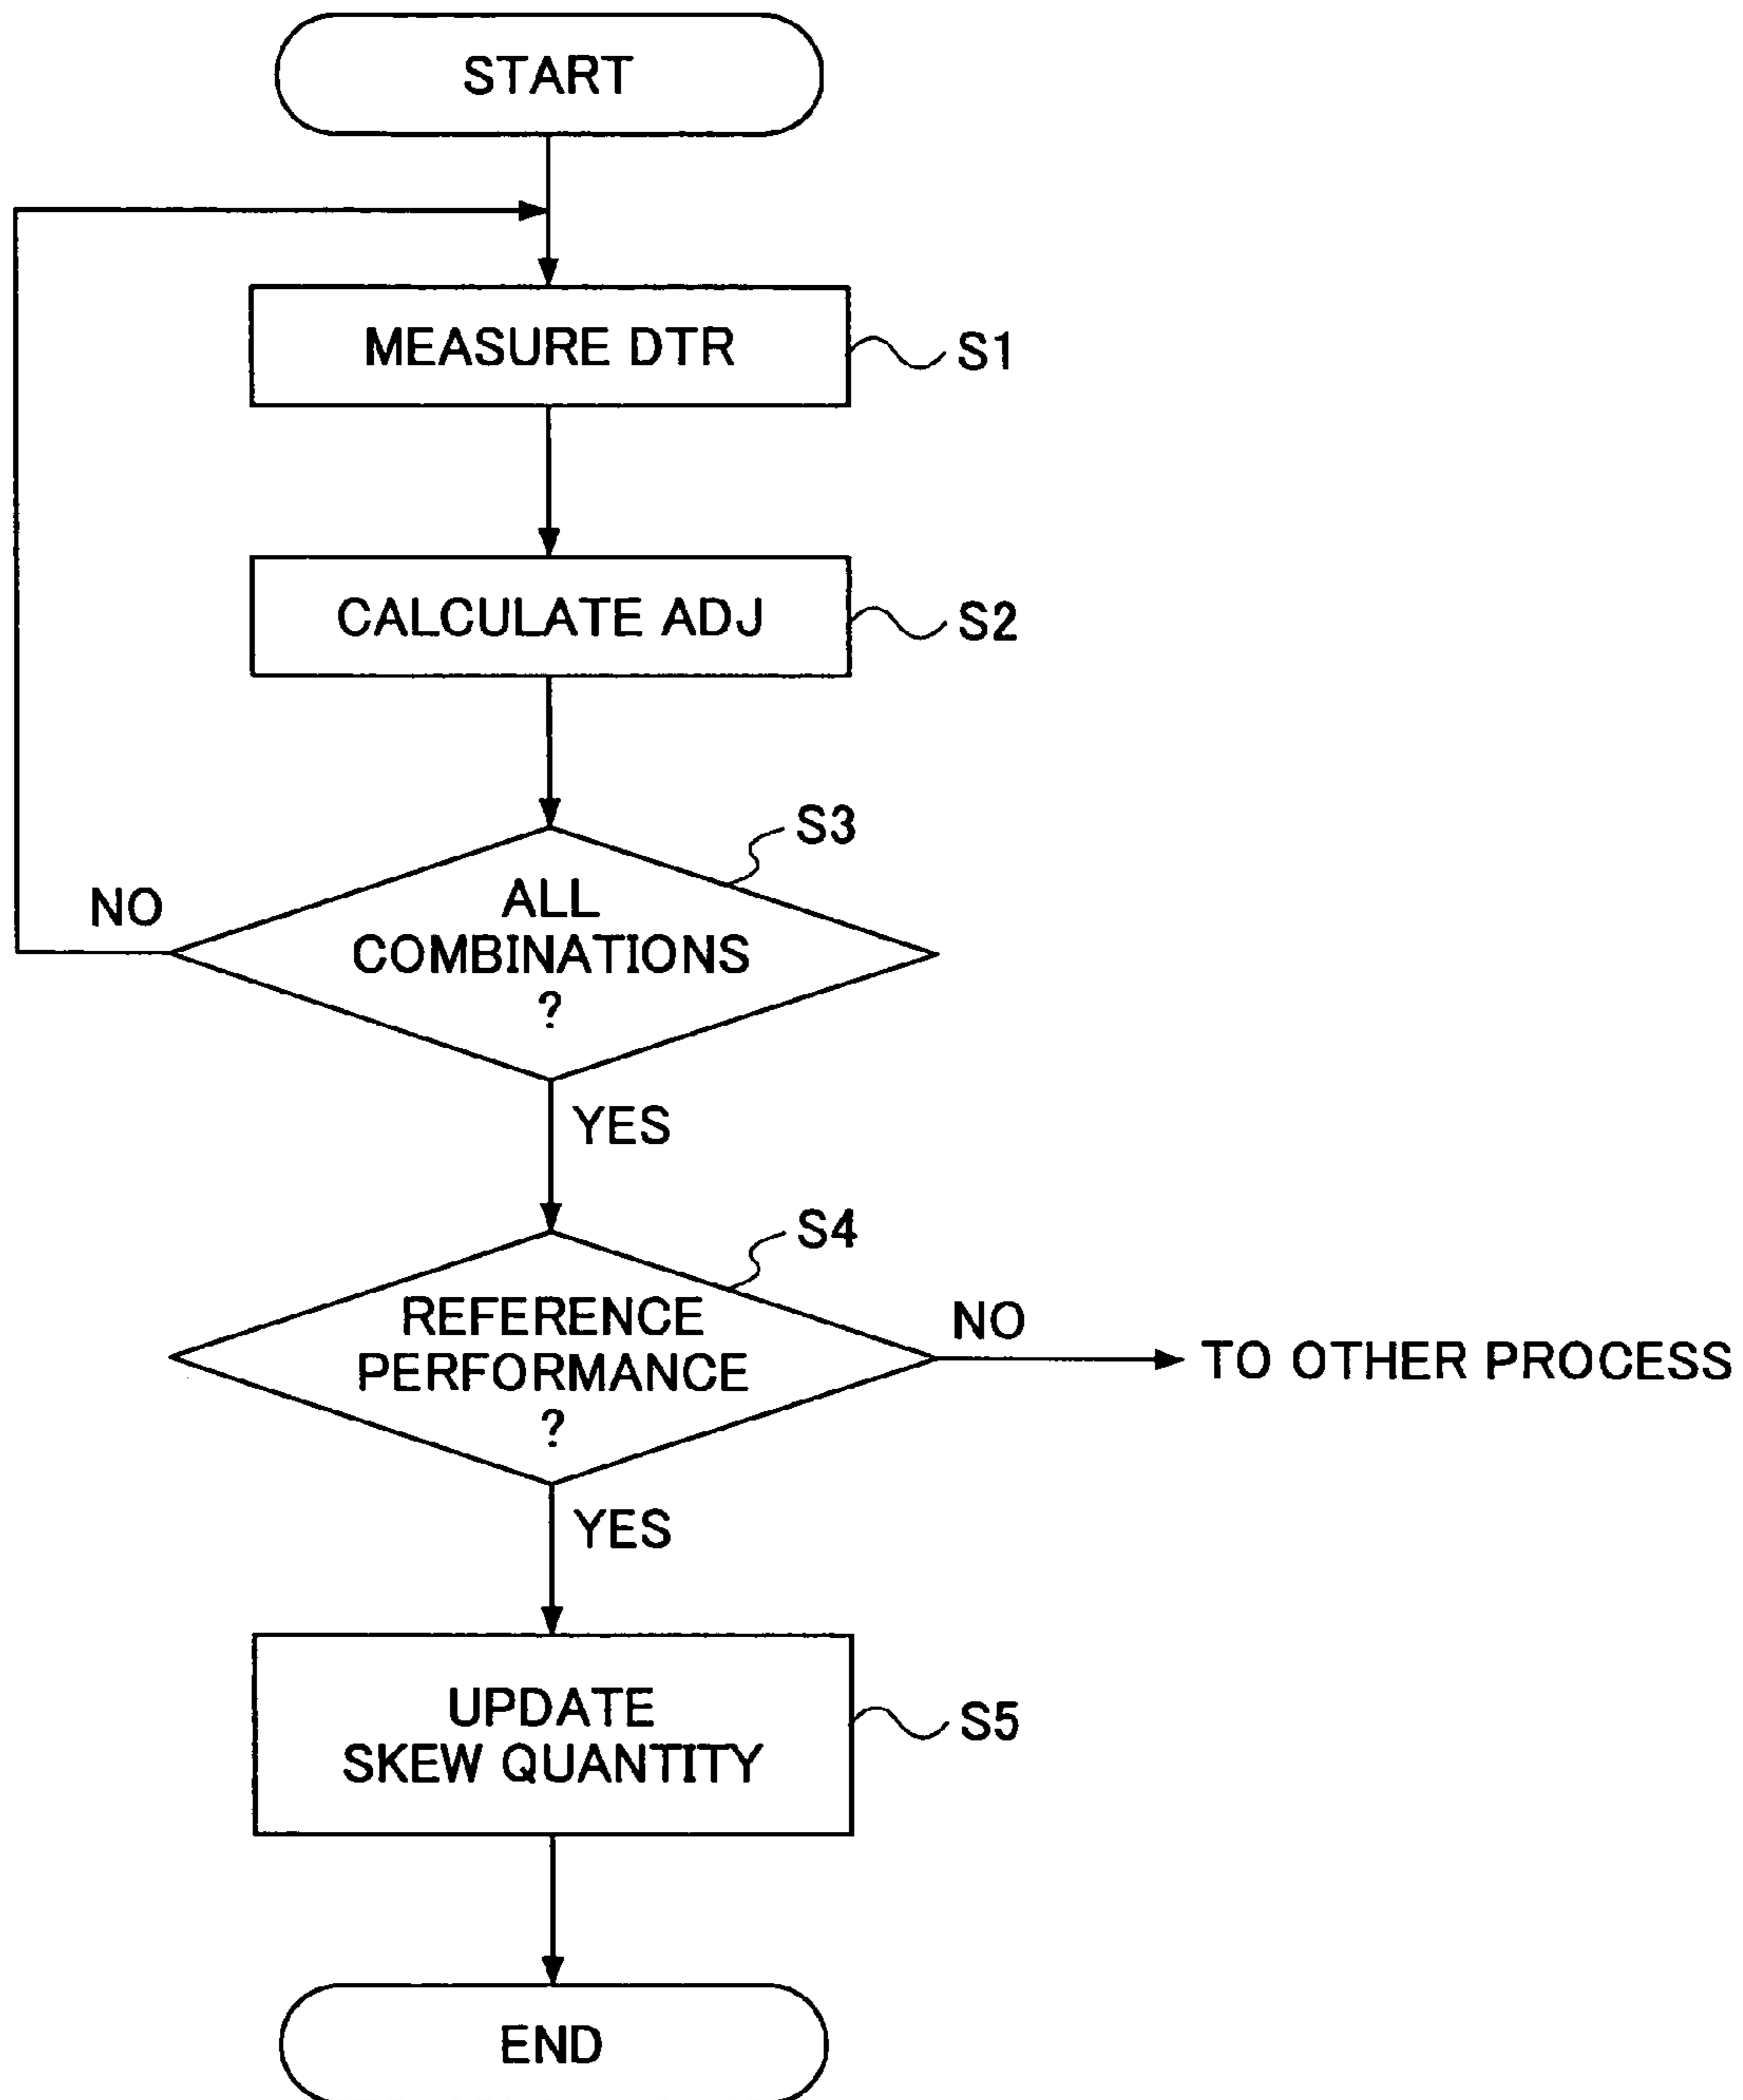 START
MEASURE DTR
S1
CALCULATE ADJ
S2
S3
ALL
COMBINATIONS
?
NO
YES
S4
REFERENCE
PERFORMANCE
?
NO
TO OTHER PROCESS
YES
UPDATE
SKEW QUANTITY
S5
END